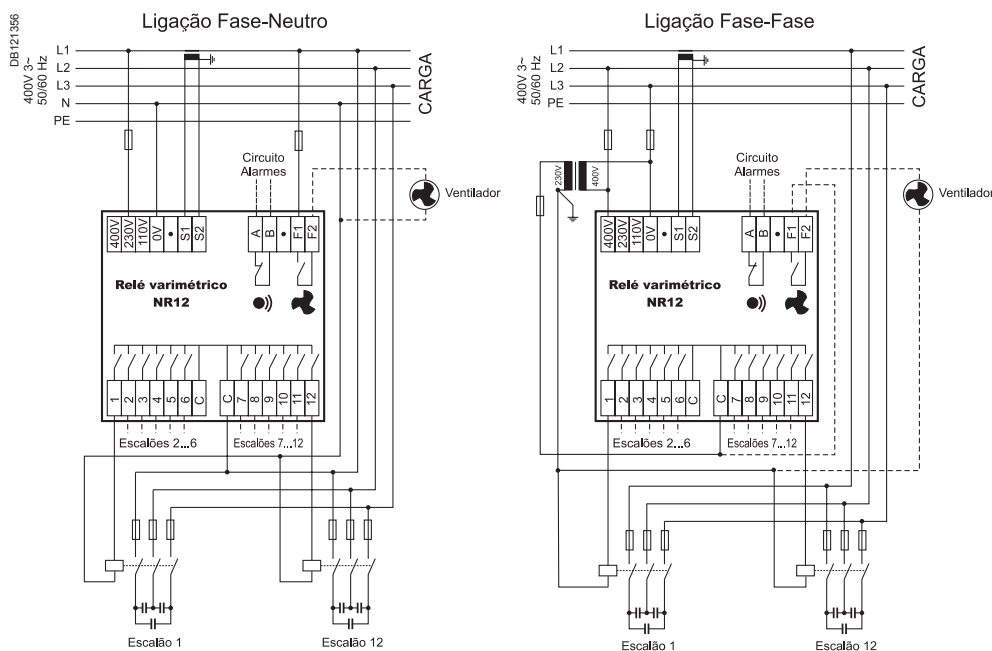 DB121356
Ligação Fase-Neutro
400V 3~
50/60 Hz
L1
L2
L3
N
PE
CARGA
Circuito
Alarmes
Ventilador
400V
230V
110V
0V
•
S1
S2
A
B
•
F1
F2
Relé varimétrico
NR12
1
2
3
4
5
6
C
C
7
8
9
10
11
12
Escalões 2...6
Escalões 7...12
Escalão 1
Escalão 12
Ligação Fase-Fase
400V 3~
50/60 Hz
L1
L2
L3
PE
CARGA
230V
400V
Circuito
Alarmes
Ventilador
400V
230V
110V
0V
•
S1
S2
A
B
•
F1
F2
Relé varimétrico
NR12
1
2
3
4
5
6
C
C
7
8
9
10
11
12
Escalões 2...6
Escalões 7...12
Escalão 1
Escalão 12